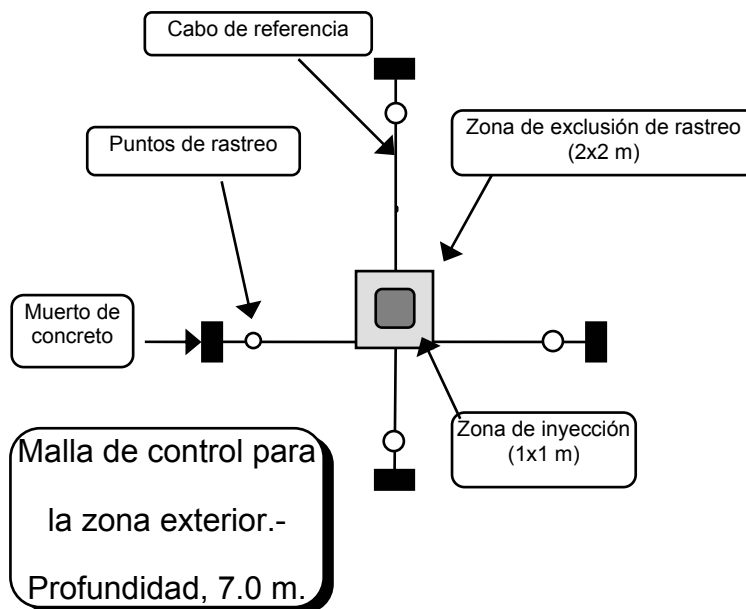 Cabo de referencia
Puntos de rastreo
Zona de exclusión de rastreo
(2x2 m)
Muerto de
concreto
Zona de inyección
(1x1 m)
Malla de control para
la zona exterior.-
Profundidad, 7.0 m.